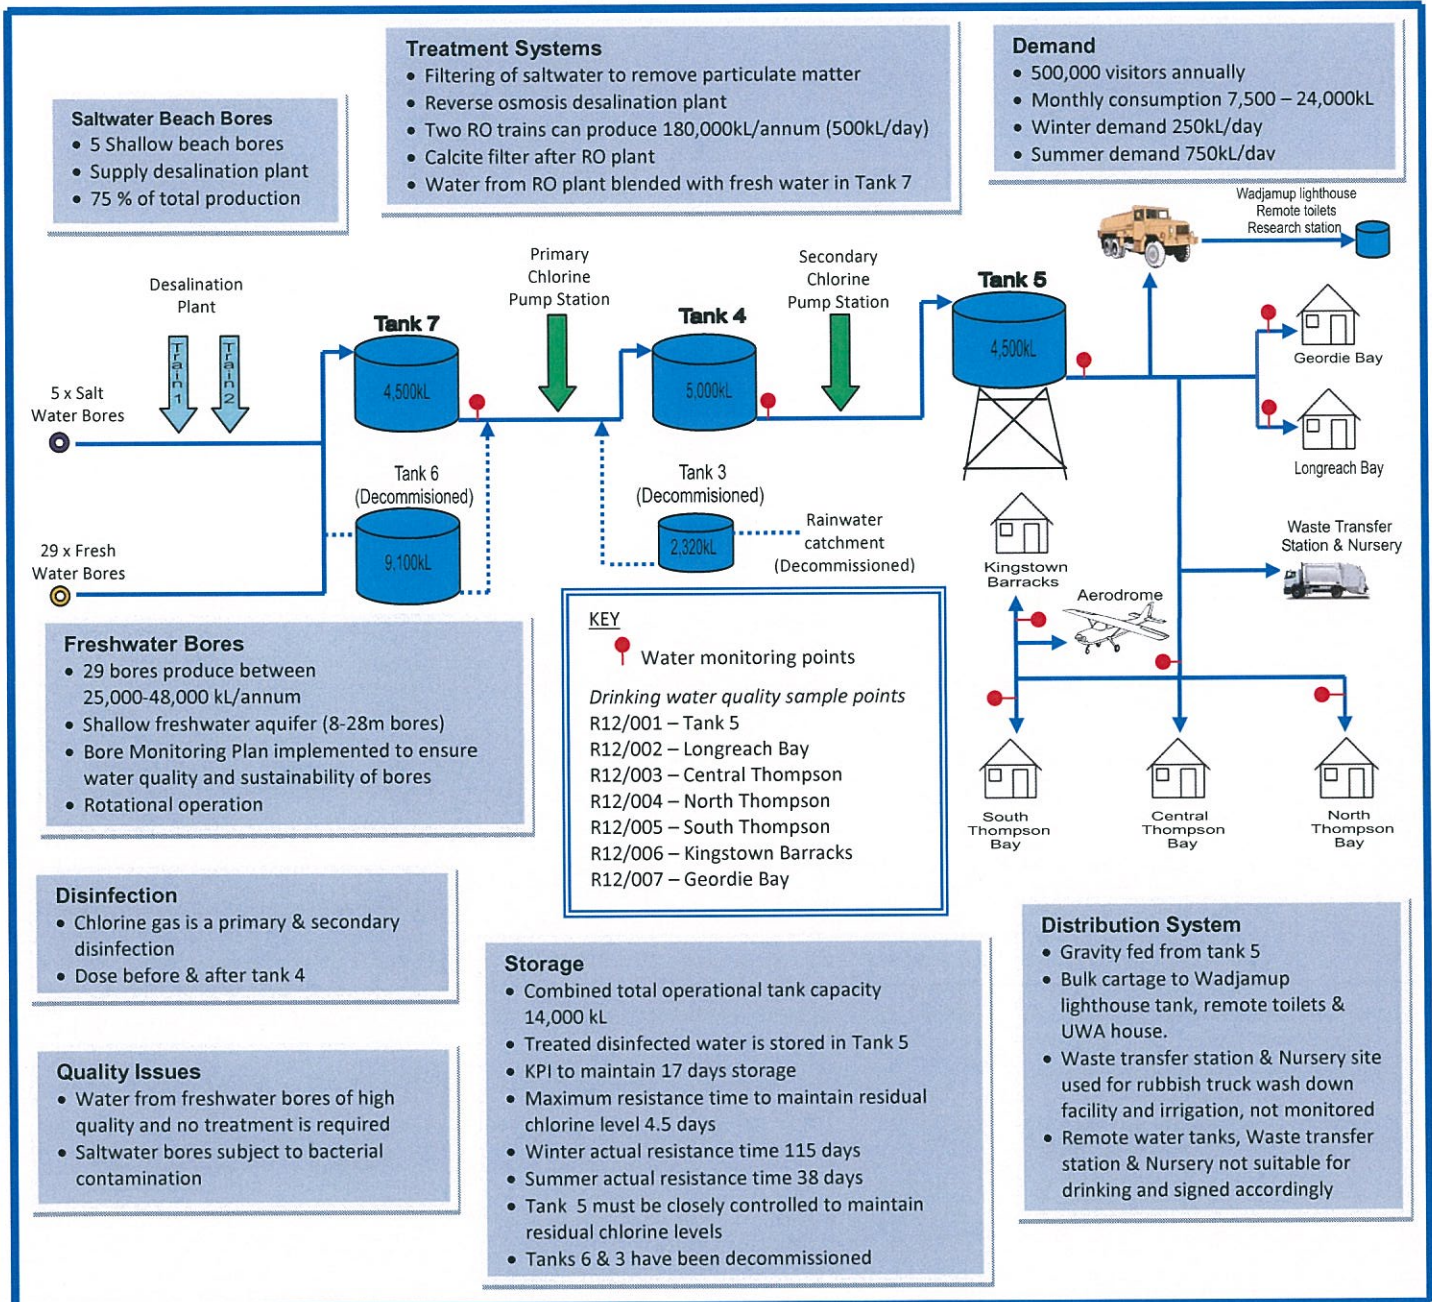 Treatment Systems
• Filtering of saltwater to remove particulate matter
• Reverse osmosis desalination plant
• Two RO trains can produce 180,000kL/annum (500kL/day)
• Calcite filter after RO plant
• Water from RO plant blended with fresh water in Tank 7
Demand
• 500,000 visitors annually
• Monthly consumption 7,500 – 24,000kL
• Winter demand 250kL/day
• Summer demand 750kL/day
Saltwater Beach Bores
• 5 Shallow beach bores
• Supply desalination plant
• 75 % of total production
Wadjamup lighthouse
Remote toilets
Research station
Desalination
Plant
Train 1
Train 2
Primary
Chlorine
Pump Station
Secondary
Chlorine
Pump Station
Tank 7
4,500kL
Tank 4
5,000kL
Tank 5
4,500kL
Geordie Bay
Longreach Bay
5 x Salt
Water Bores
29 x Fresh
Water Bores
Tank 6
(Decommisioned)
9,100kL
Tank 3
(Decommisioned)
2,320kL
Rainwater
catchment
(Decommissioned)
Kingstown
Barracks
Aerodrome
Waste Transfer
Station & Nursery
South
Thompson
Bay
Central
Thompson
Bay
North
Thompson
Bay
Freshwater Bores
• 29 bores produce between
25,000-48,000 kL/annum
• Shallow freshwater aquifer (8-28m bores)
• Bore Monitoring Plan implemented to ensure
water quality and sustainability of bores
• Rotational operation
KEY
Water monitoring points
Drinking water quality sample points
R12/001 – Tank 5
R12/002 – Longreach Bay
R12/003 – Central Thompson
R12/004 – North Thompson
R12/005 – South Thompson
R12/006 – Kingstown Barracks
R12/007 – Geordie Bay
Disinfection
• Chlorine gas is a primary & secondary
disinfection
• Dose before & after tank 4
Quality Issues
• Water from freshwater bores of high
quality and no treatment is required
• Saltwater bores subject to bacterial
contamination
Storage
• Combined total operational tank capacity
14,000 kL
• Treated disinfected water is stored in Tank 5
• KPI to maintain 17 days storage
• Maximum resistance time to maintain residual
chlorine level 4.5 days
• Winter actual resistance time 115 days
• Summer actual resistance time 38 days
• Tank 5 must be closely controlled to maintain
residual chlorine levels
• Tanks 6 & 3 have been decommissioned
Distribution System
• Gravity fed from tank 5
• Bulk cartage to Wadjamup
lighthouse tank, remote toilets &
UWA house.
• Waste transfer station & Nursery site
used for rubbish truck wash down
facility and irrigation, not monitored
• Remote water tanks, Waste transfer
station & Nursery not suitable for
drinking and signed accordingly